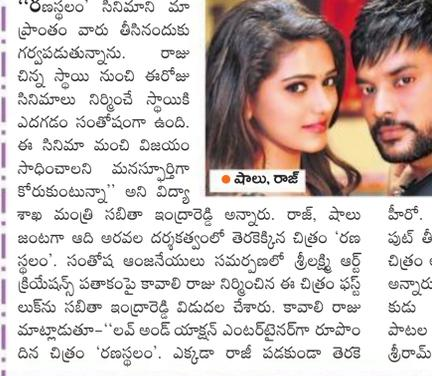 ‘‘రణస్థలం’ సినిమాని మా
ప్రాంతం వారు తీసినందుకు
గర్వపడుతున్నాను. రాజు
చిన్న స్థాయి నుంచి ఈరోజు
సినిమాలు నిర్మించే స్థాయికి
ఎదగడం సంతోషంగా ఉంది.
ఈ సినిమా మంచి విజయం
సాధించాలని మనస్ఫూర్తిగా
కోరుకుంటున్నా’’ అని విద్యా
శాఖ మంత్రి సబితా ఇంద్రారెడ్డి అన్నారు. రాజ్, షాలు
జంటగా ఆది అరవల దర్శకత్వంలో తెరకెక్కిన చిత్రం ‘రణ
స్థలం’. సంతోష ఆంజనేయులు సమర్పణలో శ్రీలక్ష్మి ఆర్ట్
క్రియేషన్స్ పతాకంపై కావాలి రాజు నిర్మించిన ఈ చిత్రం ఫస్ట్
లుక్‌ను సబితా ఇంద్రారెడ్డి విడుదల చేశారు. కావాలి రాజు
మాట్లాడుతూ–‘‘లవ్ అండ్ యాక్షన్ ఎంటర్‌టైనర్‌గా రూపొం
దిన చిత్రం ‘రణస్థలం’. ఎక్కడా రాజీ పడకుండా తెరకె
● షాలు, రాజ్
హీరో.
పుట్ తీ
చిత్రం
అన్నారు
కుడు
పాటల
శ్రీరామ్